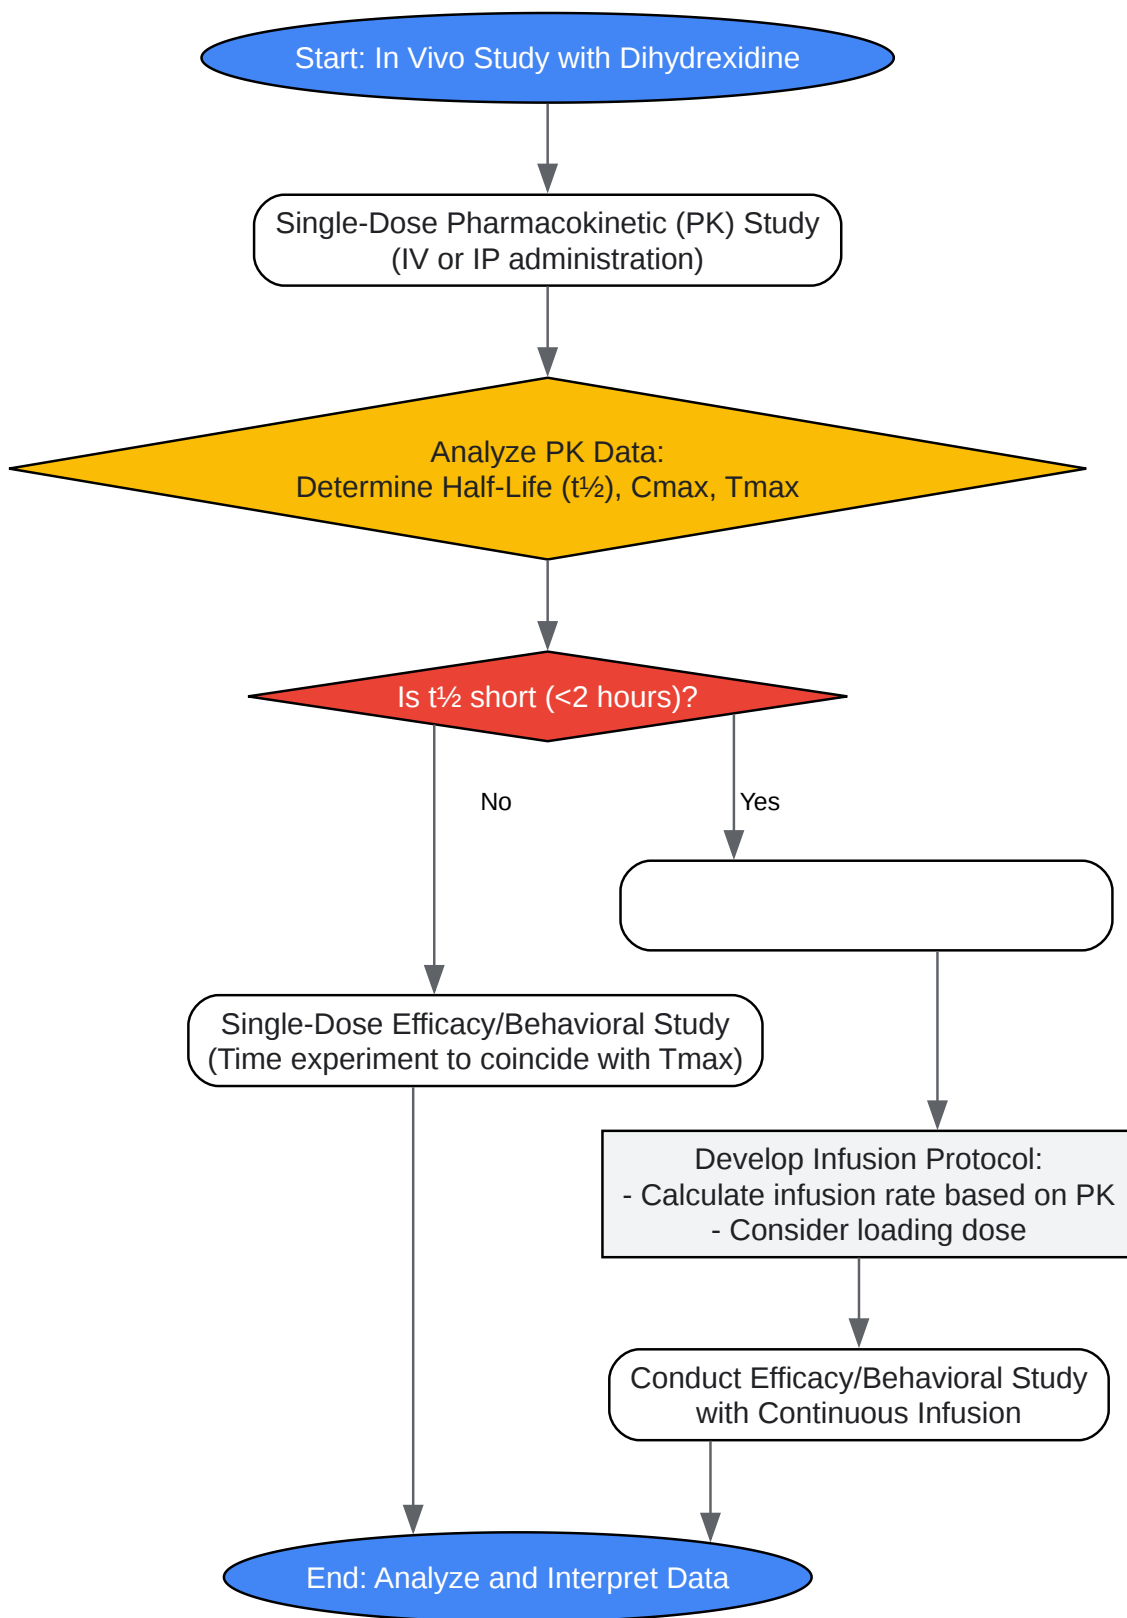 Start: In Vivo Study with Dihydrexidine
Single-Dose Pharmacokinetic (PK) Study
(IV or IP administration)
Analyze PK Data:
Determine Half-Life (t½), Cmax, Tmax
Is t½ short (<2 hours)?
No
Yes
Single-Dose Efficacy/Behavioral Study
(Time experiment to coincide with Tmax)
Develop Infusion Protocol:
- Calculate infusion rate based on PK
- Consider loading dose
Conduct Efficacy/Behavioral Study
with Continuous Infusion
End: Analyze and Interpret Data